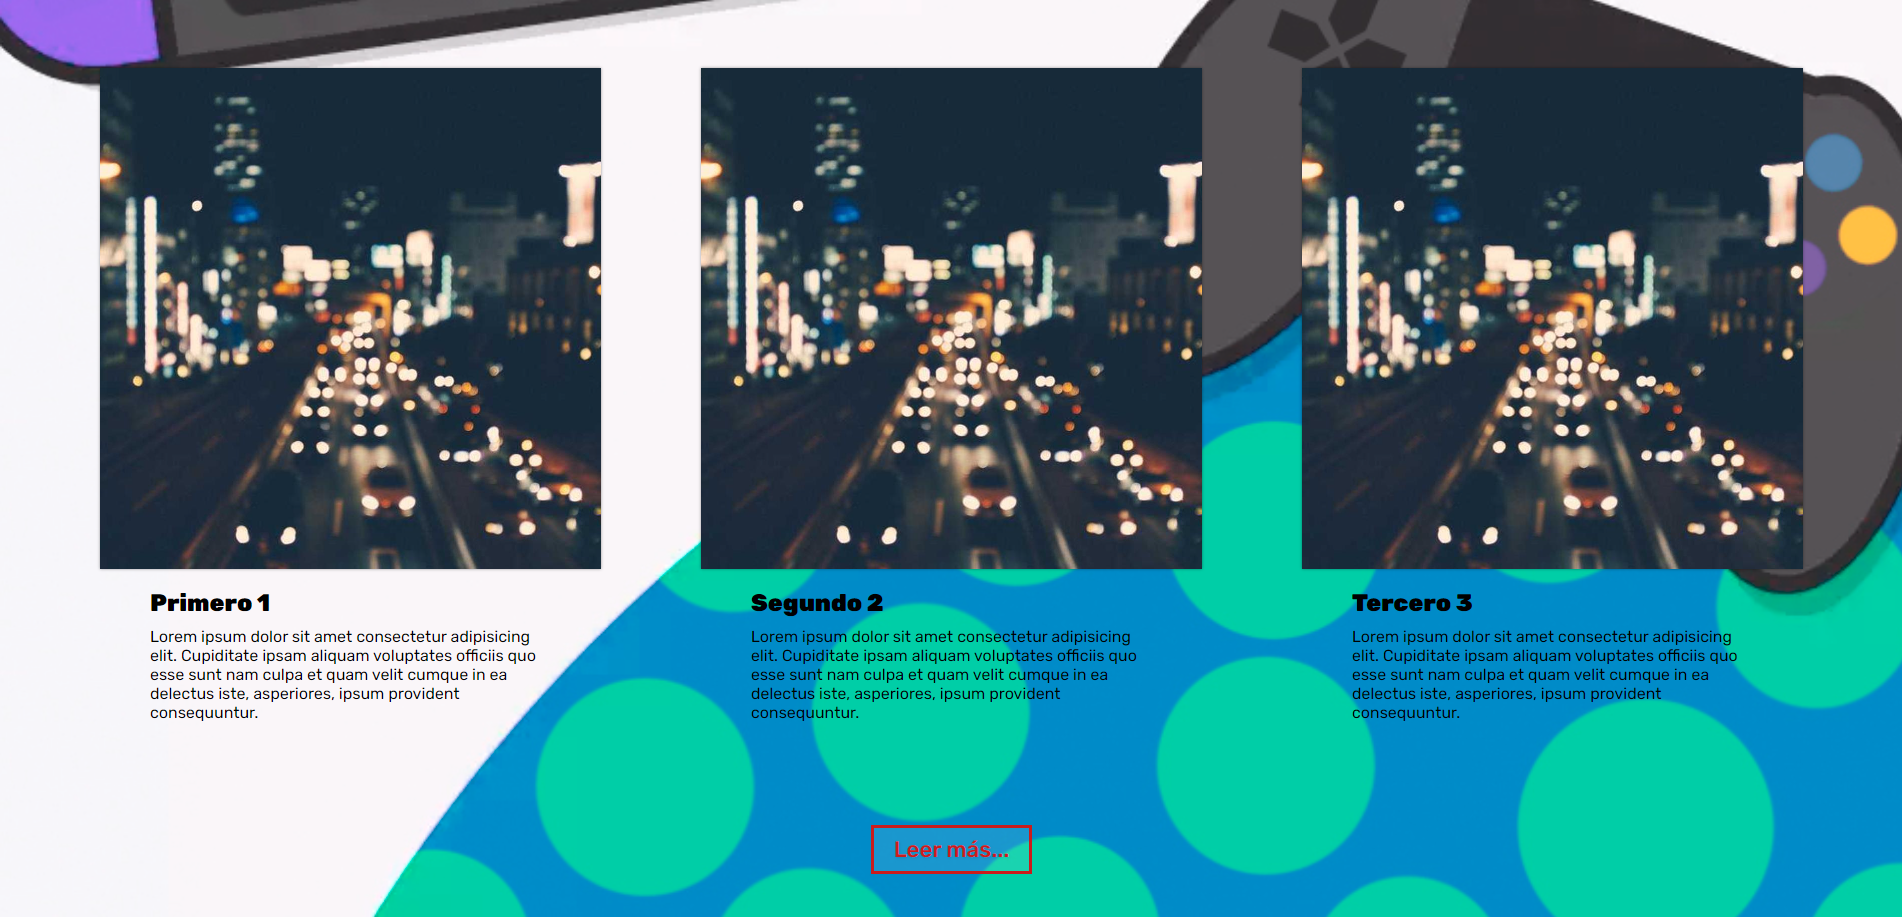 Primero 1
Lorem ipsum dolor sit amet consectetur adipisicing
elit. Cupiditate ipsam aliquam voluptates officiis quo
esse sunt nam culpa et quam velit cumque in ea
delectus iste, asperiores, ipsum provident
consequuntur.
Segundo 2
Lorem ipsum dolor sit amet consectetur adipisicing
elit. Cupiditate ipsam aliquam voluptates officiis quo
esse sunt nam culpa et quam velit cumque in ea
delectus iste, asperiores, ipsum provident
consequuntur.
Tercero 3
Lorem ipsum dolor sit amet consectetur adipisicing
elit. Cupiditate ipsam aliquam voluptates officiis quo
esse sunt nam culpa et quam velit cumque in ea
delectus iste, asperiores, ipsum provident
consequuntur.
Leer más...